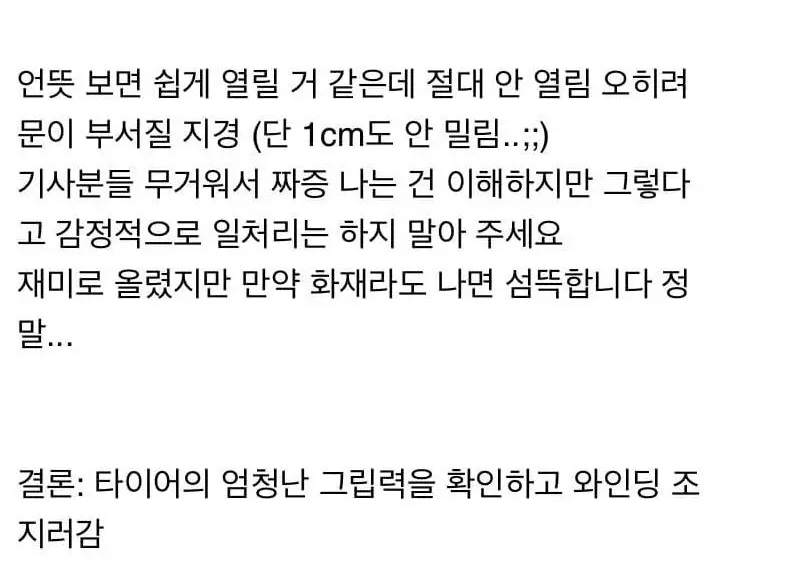 언뜻 보면 쉽게 열릴 거 같은데 절대 안 열림 오히려
문이 부서질 지경 (단 1cm도 안 밀림..;;)
기사분들 무거워서 짜증 나는 건 이해하지만 그렇다
고 감정적으로 일처리는 하지 말아 주세요
재미로 올렸지만 만약 화재라도 나면 섬뜩합니다 정
말...
결론: 타이어의 엄청난 그립력을 확인하고 와인딩 조
지러감